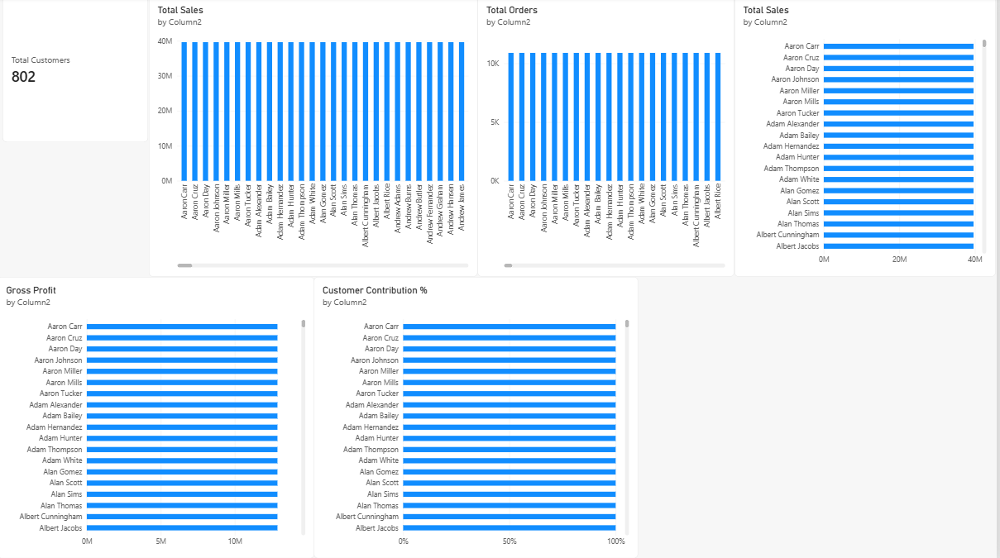 Total Customers
802
Total Sales
by Column2
40M
30M
20M
10M
0M
Aaron Carr
Aaron Cruz
Aaron Day
Aaron Johnson
Aaron Miller
Aaron Mills
Aaron Tucker
Adam Alexander
Adam Bailey
Adam Hernandez
Adam Hunter
Adam Thompson
Adam White
Alan Gomez
Alan Scott
Alan Sims
Alan Thomas
Albert Cunningham
Albert Jacobs
Albert Rice
Andrew Adams
Andrew Burns
Andrew Butler
Andrew Fernandez
Andrew Graham
Andrew Hansen
Andrew James
Total Orders
by Column2
10K
5K
0K
Aaron Carr
Aaron Cruz
Aaron Day
Aaron Johnson
Aaron Miller
Aaron Mills
Aaron Tucker
Adam Alexander
Adam Bailey
Adam Hernandez
Adam Hunter
Adam Thompson
Adam White
Alan Gomez
Alan Scott
Alan Sims
Alan Thomas
Albert Cunningham
Albert Jacobs
Albert Rice
Total Sales
by Column2
Aaron Carr
Aaron Cruz
Aaron Day
Aaron Johnson
Aaron Miller
Aaron Mills
Aaron Tucker
Adam Alexander
Adam Bailey
Adam Hernandez
Adam Hunter
Adam Thompson
Adam White
Alan Gomez
Alan Scott
Alan Sims
Alan Thomas
Albert Cunningham
Albert Jacobs
0M 20M 40M
Gross Profit
by Column2
Aaron Carr
Aaron Cruz
Aaron Day
Aaron Johnson
Aaron Miller
Aaron Mills
Aaron Tucker
Adam Alexander
Adam Bailey
Adam Hernandez
Adam Hunter
Adam Thompson
Adam White
Alan Gomez
Alan Scott
Alan Sims
Alan Thomas
Albert Cunningham
Albert Jacobs
0M 5M 10M
Customer Contribution %
by Column2
Aaron Carr
Aaron Cruz
Aaron Day
Aaron Johnson
Aaron Miller
Aaron Mills
Aaron Tucker
Adam Alexander
Adam Bailey
Adam Hernandez
Adam Hunter
Adam Thompson
Adam White
Alan Gomez
Alan Scott
Alan Sims
Alan Thomas
Albert Cunningham
Albert Jacobs
0% 50% 100%